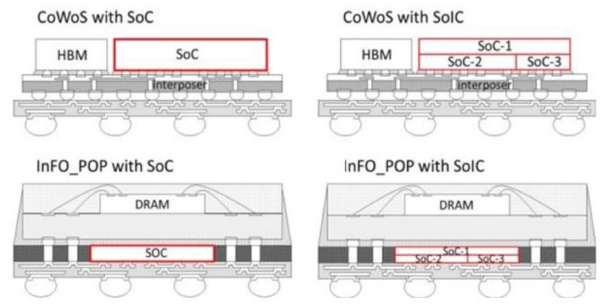 CoWoS with SoC
HBM
SoC
interposer
CoWoS with SoIC
HBM
SoC-1
SoC-2
SoC-3
interposer
InFO_POP with SoC
DRAM
SOC
InFO_POP with SoIC
DRAM
SoC-1
SoC-2
SoC-3